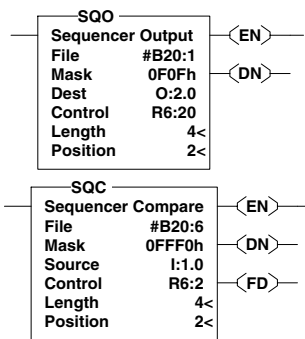 SQO
Sequencer Output
EN
File #B20:1
Mask 0F0Fh
DN
Dest O:2.0
Control R6:20
Length 4<
Position 2<
SQC
Sequencer Compare
EN
File #B20:6
Mask 0FFF0h
DN
Source I:1.0
Control R6:2
FD
Length 4<
Position 2<